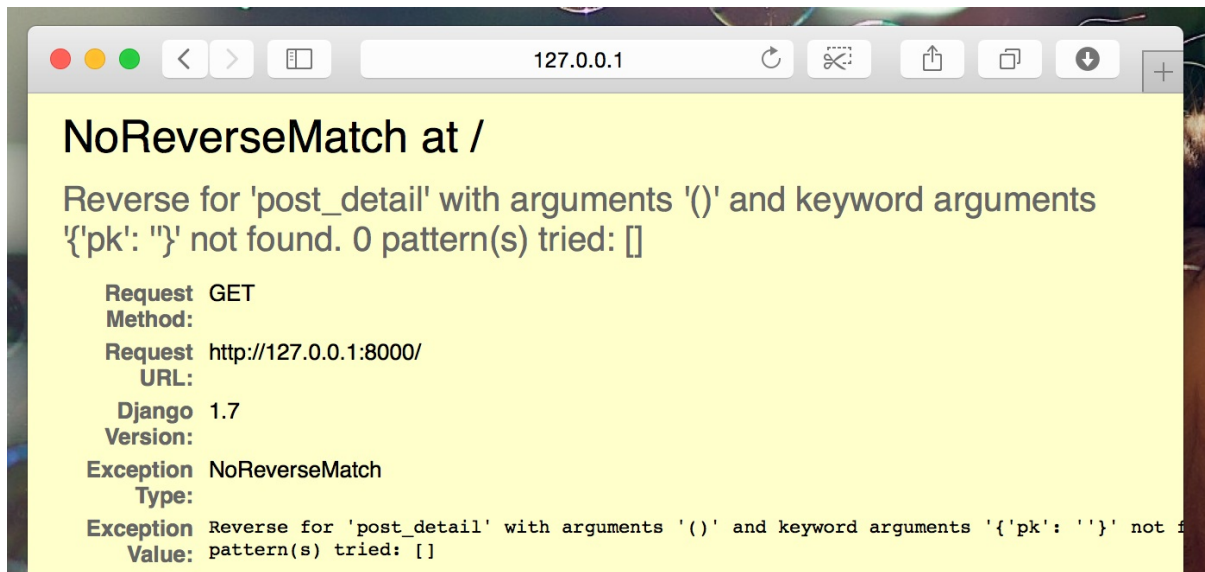 127.0.0.1
NoReverseMatch at /
Reverse for 'post_detail' with arguments '()' and keyword arguments
'{'pk': ''}' not found. 0 pattern(s) tried: []
Request Method: GET
Request URL: http://127.0.0.1:8000/
Django Version: 1.7
Exception Type: NoReverseMatch
Exception Value: Reverse for 'post_detail' with arguments '()' and keyword arguments '{'pk': ''}' not
pattern(s) tried: []